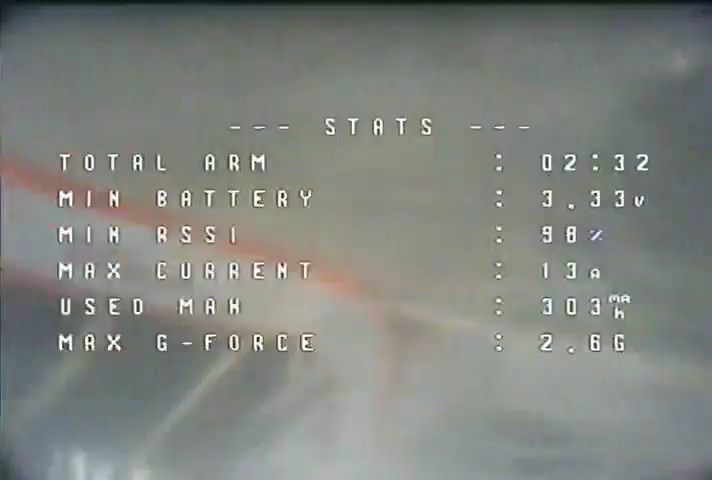 --- STATS ---
TOTAL ARM : 02:32
MIN BATTERY : 3.33V
MIN RSSI : 98%
MAX CURRENT : 13A
USED MAH : 303MAH
MAX G-FORCE : 2.6G